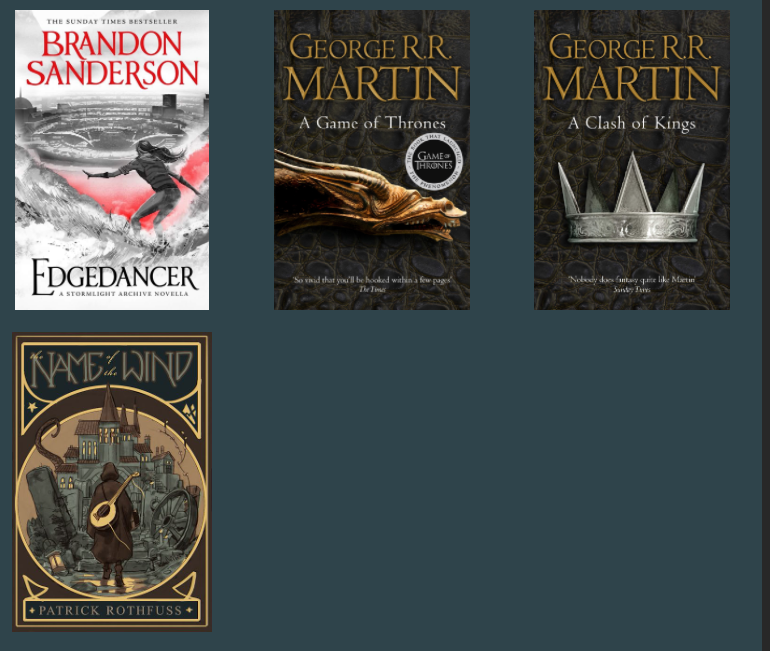 THE SUNDAY TIMES BESTSELLER
BRANDON
SANDERSON
EDGEDANCER
A STORMLIGHT ARCHIVE NOVELLA
GEORGE R.R.
MARTIN
A Game of Thrones
GAME OF
THRONES
'So vivid that you'll be hooked within a few pages'
The Times
GEORGE R.R.
MARTIN
A Clash of Kings
'Nobody does fantasy quite like Martin'
Sunday Times
the
NAME of
the WIND
PATRICK ROTHFUSS